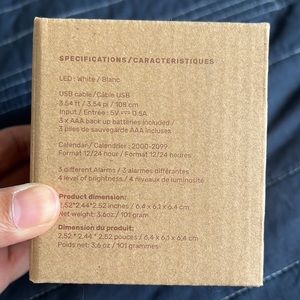 SPECIFICATIONS/CARACTERISTIQUES
LED: White / Blanc
USB cable/Câble USB
3.54 ft / 3.54 pi / 108 cm
Input / Entrée: 5V 0.5A
3 x AAA back up batteries included /
3 piles de sauvegarde AAA incluses
Calendar/ Calendrier: 2000-2099
Format 12/24 hour / Format 12/24 heures
3 different Alarms / 3 alarmes différentes
4 level of brightness / 4 niveaux de luminosité
Product dimension:
2.52*2.44*2.52 inches / 6.4 x 6.1 x 6.4 cm
Net weight: 3.6oz / 101 gram
Dimension du produit:
2.52 * 2.44 * 2.52 pouces / 6.4 x 6.1 x 6.4 cm
Poids net: 3.6 oz / 101 grammes